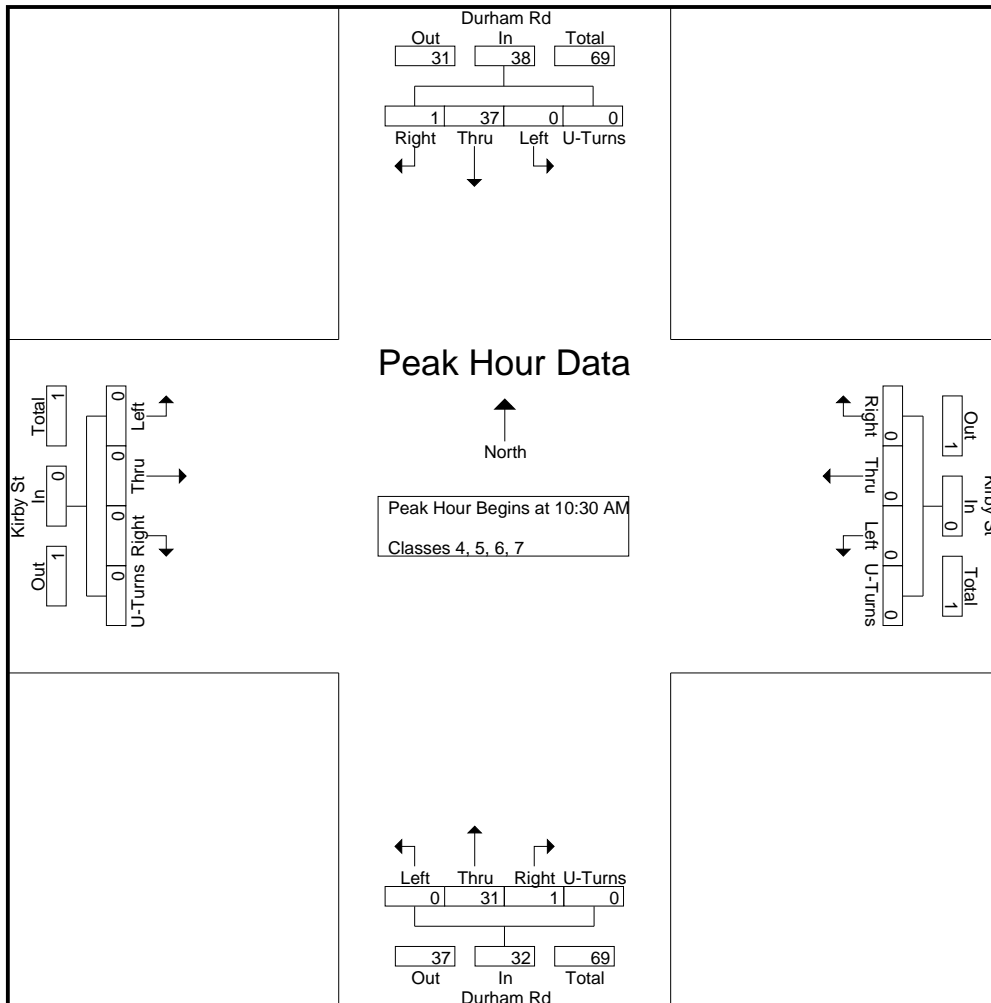 Durham Rd
Out In Total
31 38 69
1 37 0 0
Right Thru Left U-Turns
Peak Hour Data
North
Peak Hour Begins at 10:30 AM
Classes 4, 5, 6, 7
Kirby St
Total In Out
1 0 1
0 0 0 0
Left Thru Right U-Turns
Right Thru Left U-Turns
0 0 0 0
Out In Total
1 0 1
Kirby St
Left Thru Right U-Turns
0 31 1 0
37 32 69
Out In Total
Durham Rd